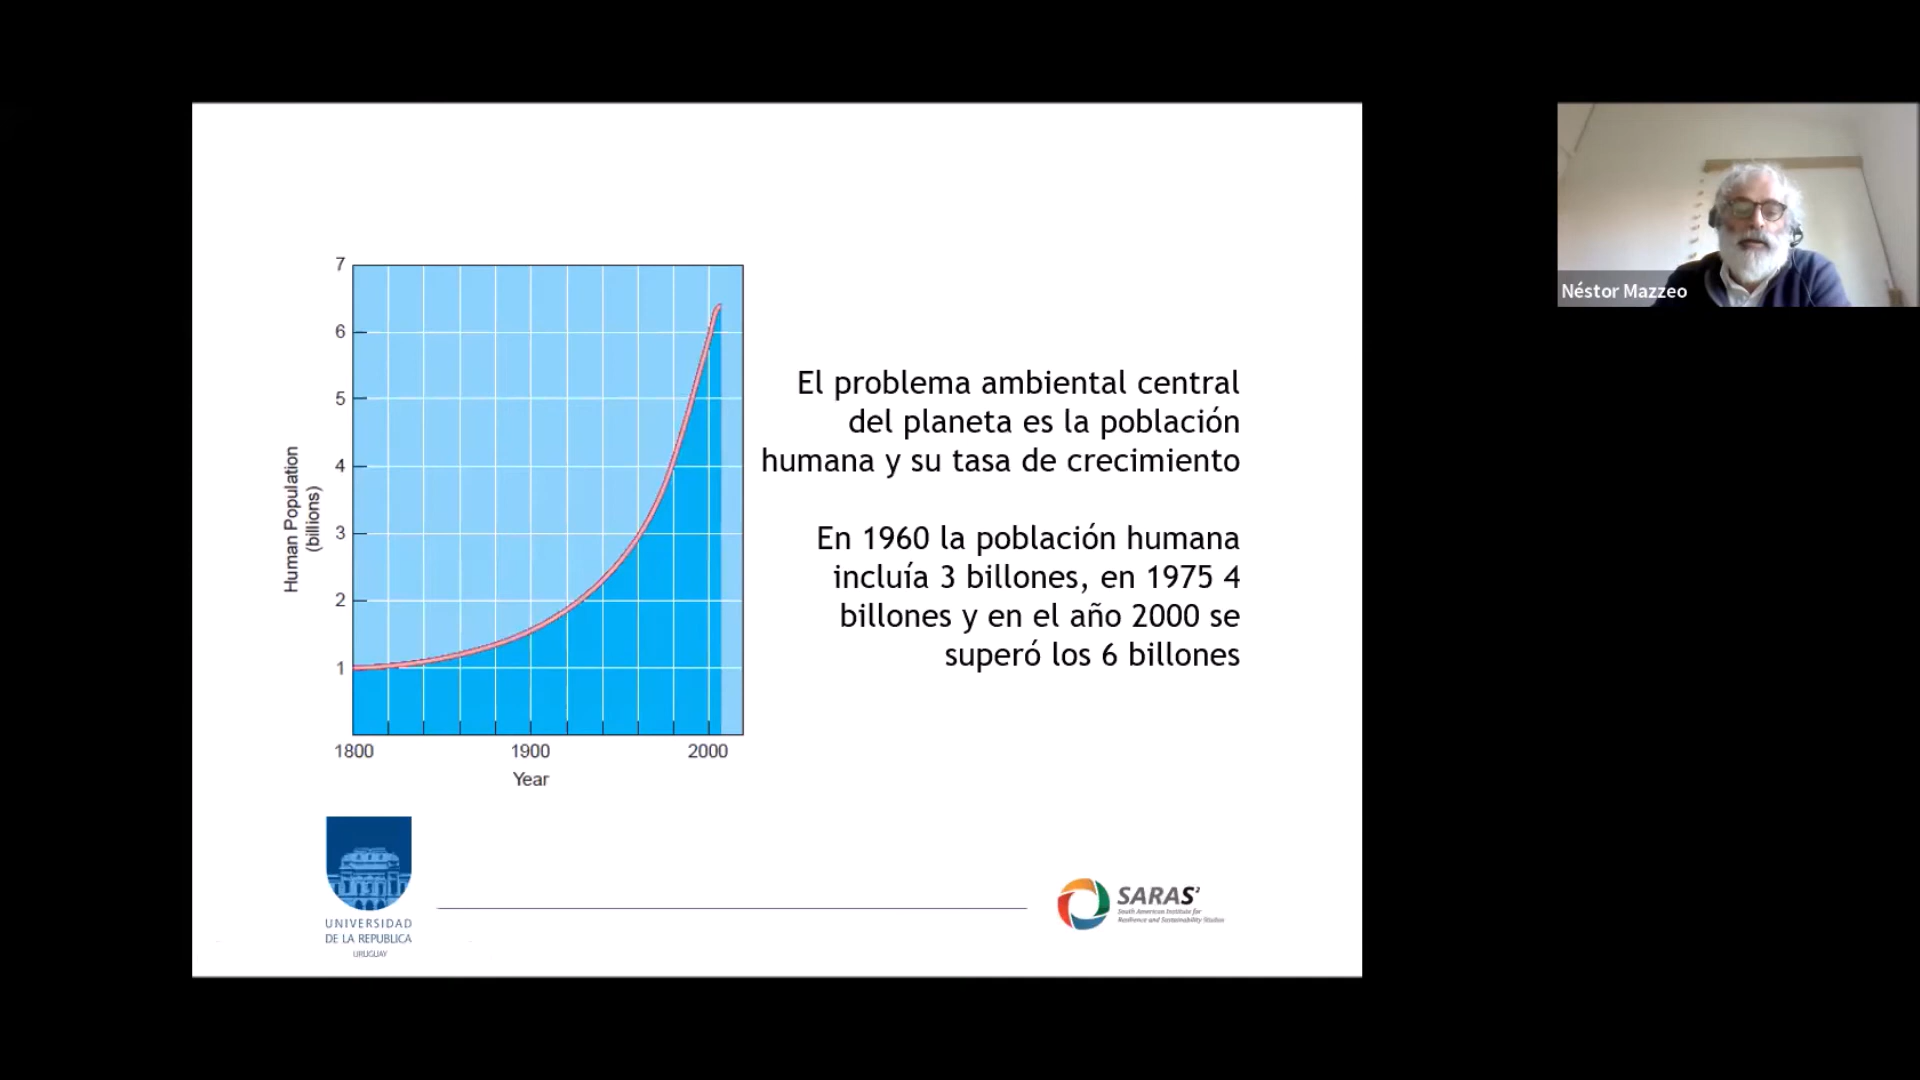 7
6
5
4
3
2
1
Human Population
(billions)
1800
1900
2000
Year
El problema ambiental central
del planeta es la población
humana y su tasa de crecimiento
En 1960 la población humana
incluía 3 billones, en 1975 4
billones y en el año 2000 se
superó los 6 billones
UNIVERSIDAD
DE LA REPUBLICA
URUGUAY
SARAS²
South American Institute for
Resilience and Sustainability Studies
Néstor Mazzeo